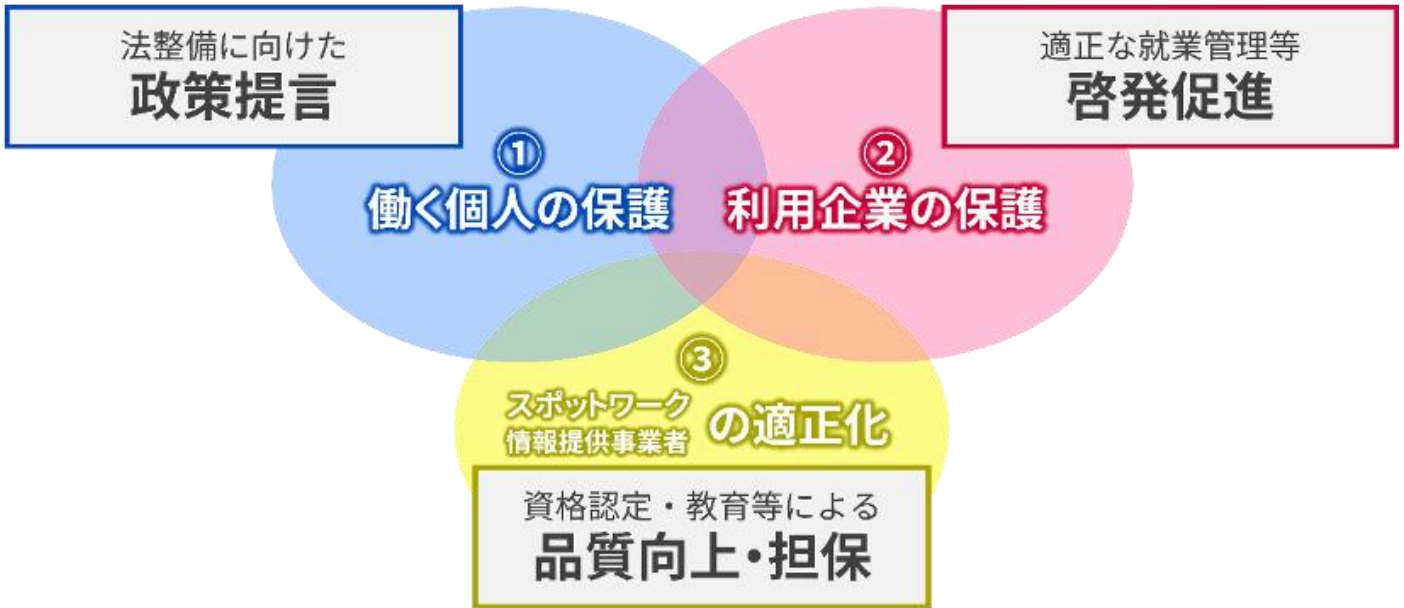 法整備に向けた
政策提言
適正な就業管理等
啓発促進
①
働く個人の保護
②
利用企業の保護
③
スポットワーク
情報提供事業者
の適正化
資格認定・教育等による
品質向上・担保